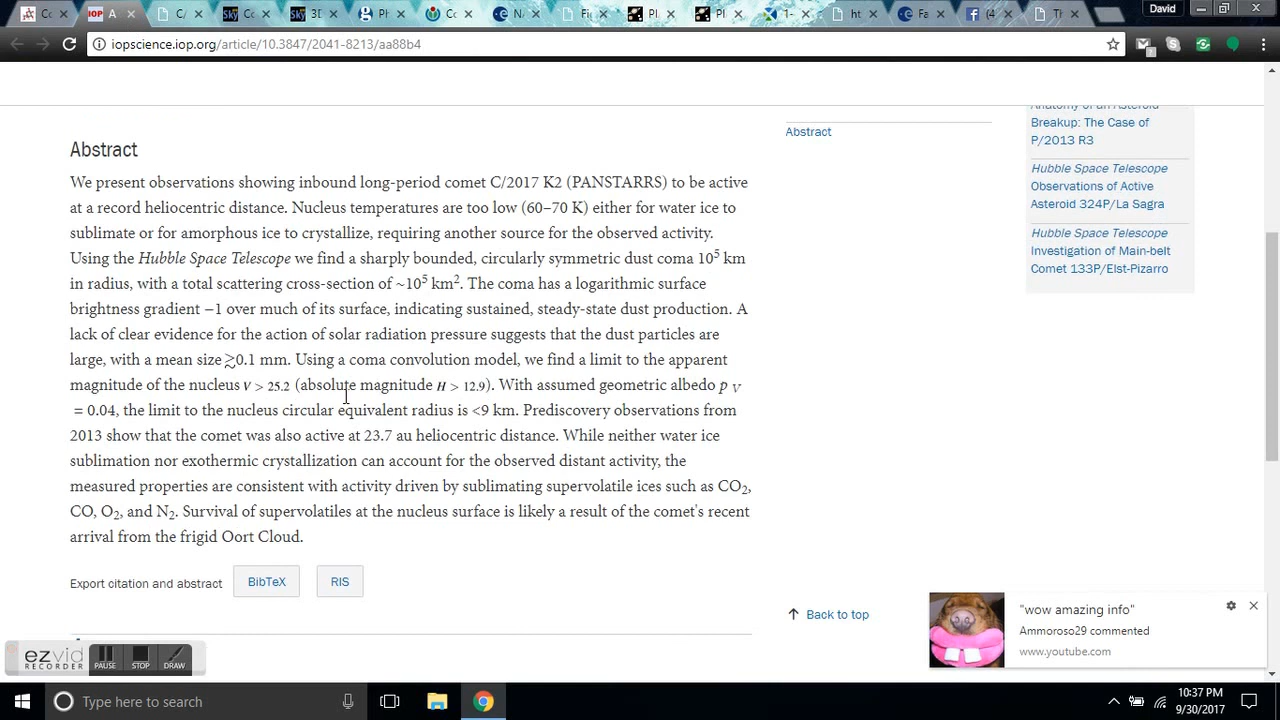 Co
IOP A
C/
Co
3D
Ph
Co
N
Fi
Pl
Pl
1-
ht
Fs
(4
Th
David
iopscience.iop.org/article/10.3847/2041-8213/aa88b4
Anatomy of an Asteroid
Breakup: The Case of
P/2013 R3
Hubble Space Telescope
Observations of Active
Asteroid 324P/La Sagra
Hubble Space Telescope
Investigation of Main-belt
Comet 133P/Elst-Pizarro
Abstract
Abstract
We present observations showing inbound long-period comet C/2017 K2 (PANSTARRS) to be active
at a record heliocentric distance. Nucleus temperatures are too low (60–70 K) either for water ice to
sublimate or for amorphous ice to crystallize, requiring another source for the observed activity.
Using the Hubble Space Telescope we find a sharply bounded, circularly symmetric dust coma 10⁵ km
in radius, with a total scattering cross-section of ~10⁵ km². The coma has a logarithmic surface
brightness gradient −1 over much of its surface, indicating sustained, steady-state dust production. A
lack of clear evidence for the action of solar radiation pressure suggests that the dust particles are
large, with a mean size ≳0.1 mm. Using a coma convolution model, we find a limit to the apparent
magnitude of the nucleus V > 25.2 (absolute magnitude H > 12.9). With assumed geometric albedo p V
= 0.04, the limit to the nucleus circular equivalent radius is <9 km. Prediscovery observations from
2013 show that the comet was also active at 23.7 au heliocentric distance. While neither water ice
sublimation nor exothermic crystallization can account for the observed distant activity, the
measured properties are consistent with activity driven by sublimating supervolatile ices such as CO₂,
CO, O₂, and N₂. Survival of supervolatiles at the nucleus surface is likely a result of the comet's recent
arrival from the frigid Oort Cloud.
Export citation and abstract
BibTeX
RIS
Back to top
"wow amazing info"
Ammoroso29 commented
www.youtube.com
ezvid
RECORDER
PAUSE
STOP
DRAW
Type here to search
10:37 PM
9/30/2017